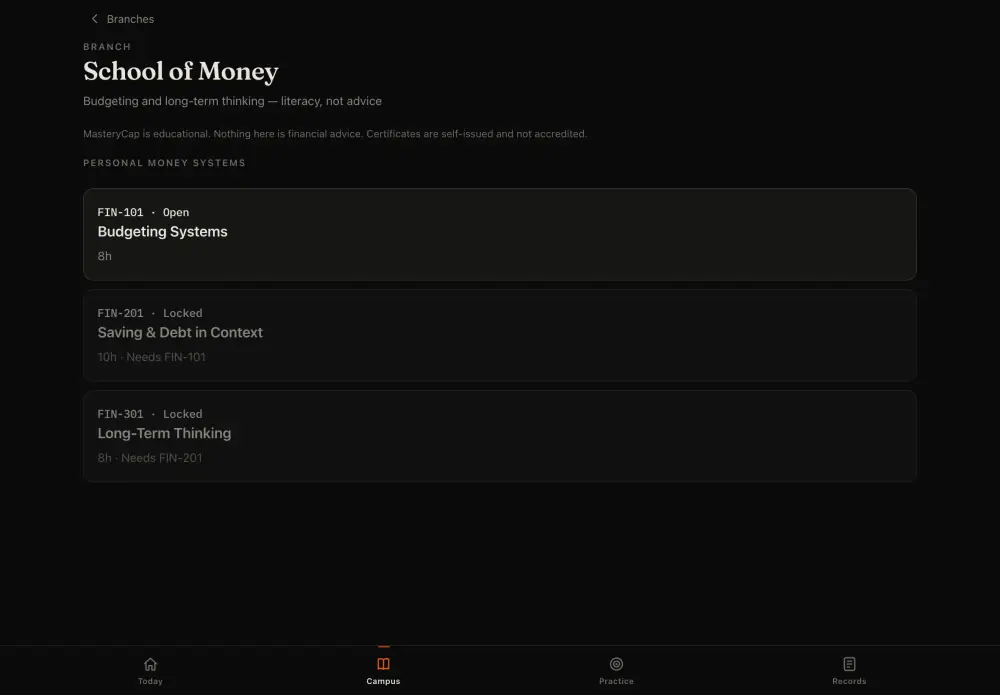 Branches
BRANCH
School of Money
Budgeting and long-term thinking — literacy, not advice
MasteryCap is educational. Nothing here is financial advice. Certificates are self-issued and not accredited.
PERSONAL MONEY SYSTEMS
FIN-101 · Open
Budgeting Systems
8h
FIN-201 · Locked
Saving & Debt in Context
10h · Needs FIN-101
FIN-301 · Locked
Long-Term Thinking
8h · Needs FIN-201
Today
Campus
Practice
Records